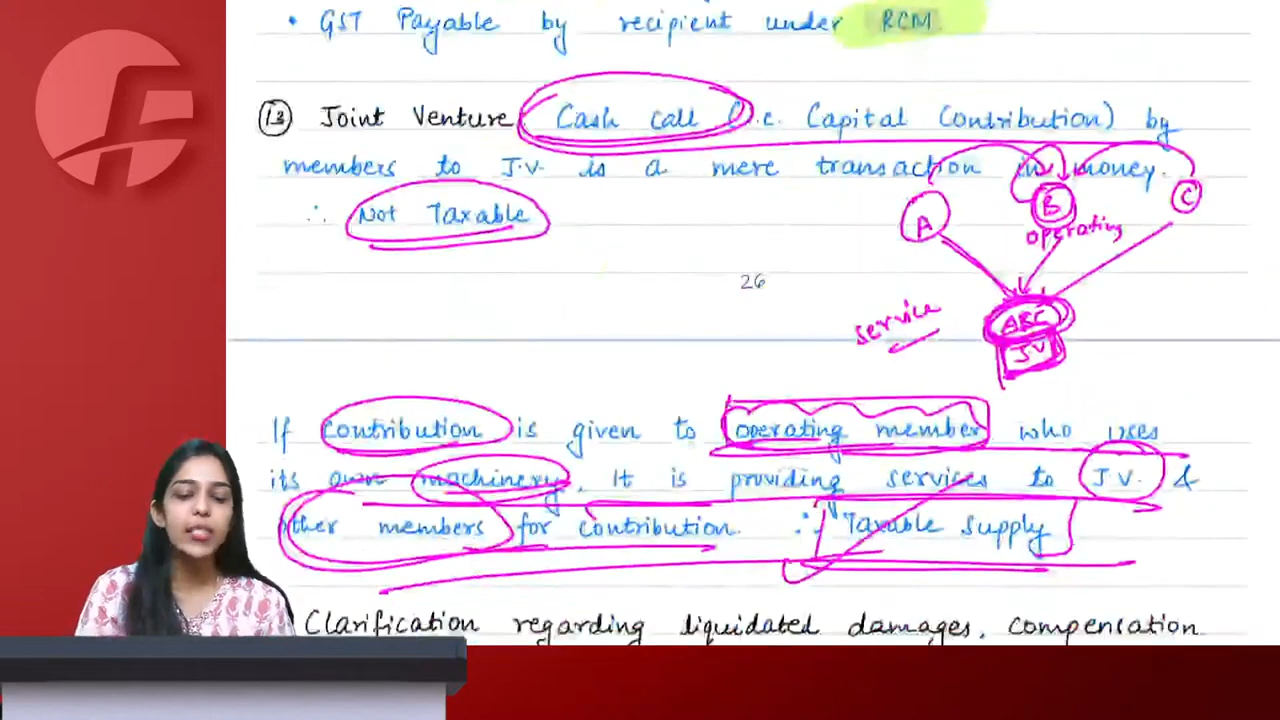 • GST Payable by recipient under RCM
(13) Joint Venture Cash call (i.e. Capital Contribution) by
members to J.V. is a mere transaction in money.
∴ Not Taxable
A
B
C
operating
26
service
ABC
JV
If contribution is given to operating member who uses
its own machinery, It is providing services to J.V. &
other members for contribution. ∴ "Taxable supply
Clarification regarding liquidated damages, compensation